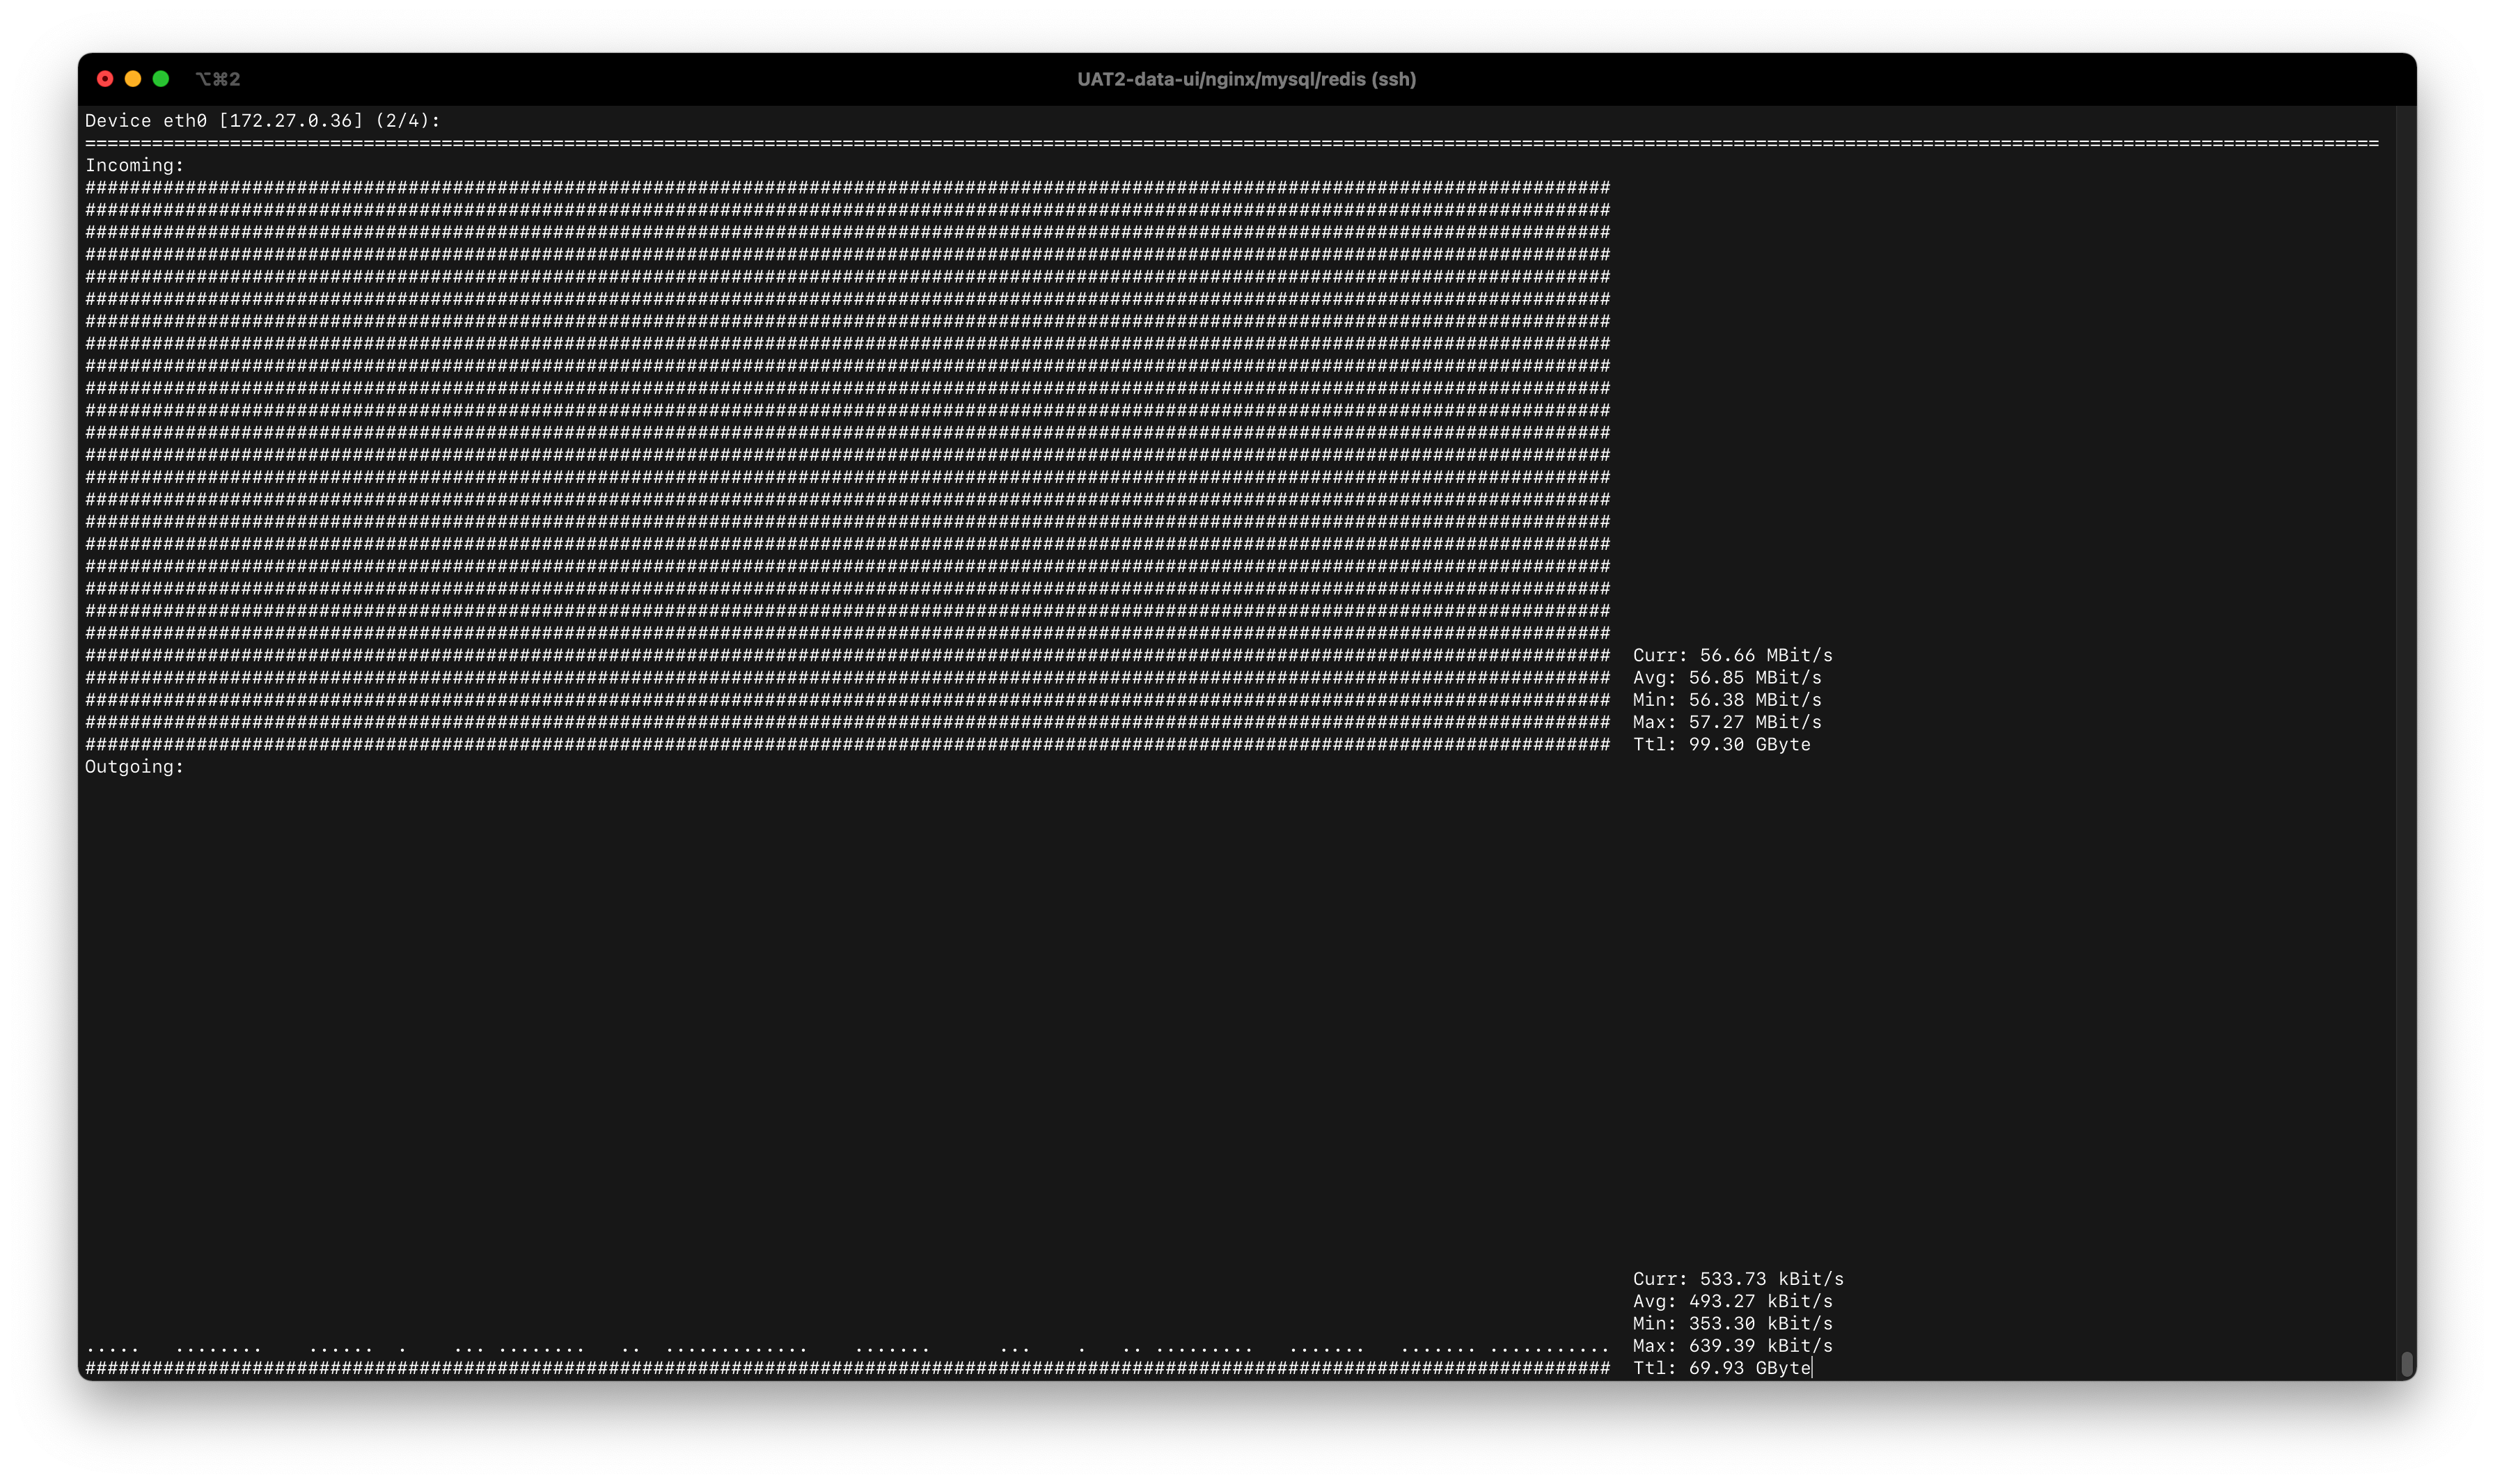 ⌥⌘2
UAT2-data-ui/nginx/mysql/redis (ssh)
Device eth0 [172.27.0.36] (2/4):
Incoming:
Curr: 56.66 MBit/s
Avg: 56.85 MBit/s
Min: 56.38 MBit/s
Max: 57.27 MBit/s
Ttl: 99.30 GByte
Outgoing:
Curr: 533.73 kBit/s
Avg: 493.27 kBit/s
Min: 353.30 kBit/s
Max: 639.39 kBit/s
Ttl: 69.93 GByte